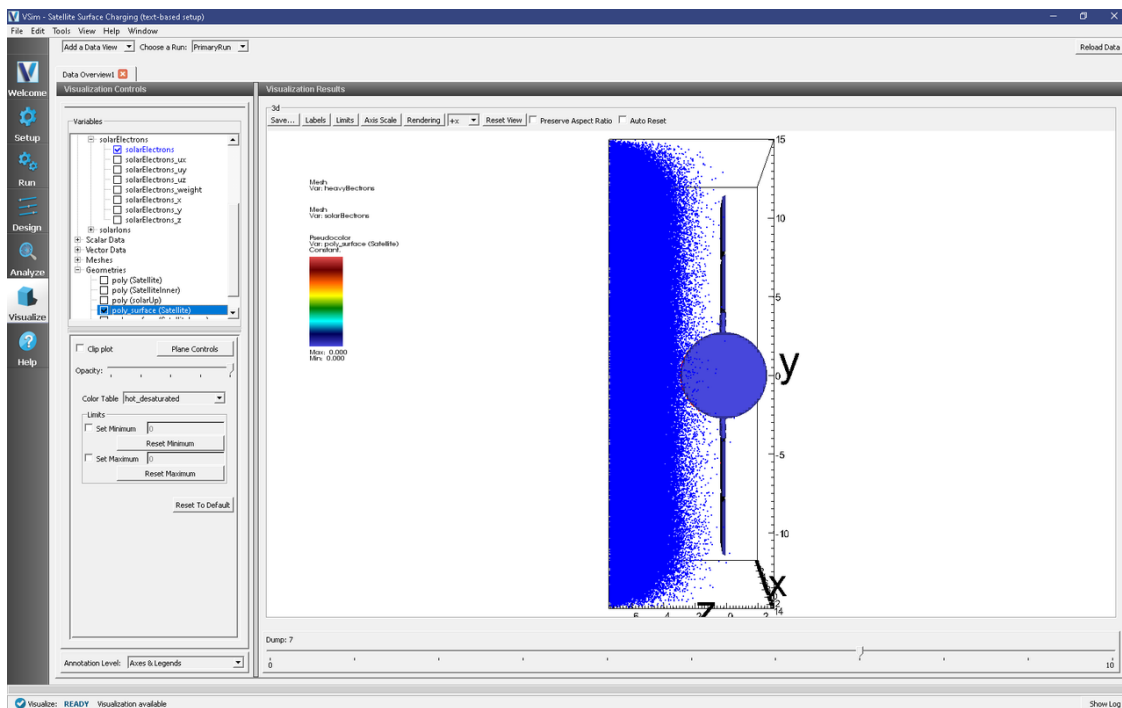 VSim - Satellite Surface Charging (text-based setup)
File Edit Tools View Help Window
Add a Data View Choose a Run: PrimaryRun Reload Data
Data Overview1
Welcome
Setup
Run
Design
Analyze
Visualize
Help
Visualization Controls
Variables
solarElectrons
solarElectrons
solarElectrons_ux
solarElectrons_uy
solarElectrons_uz
solarElectrons_weight
solarElectrons_x
solarElectrons_y
solarElectrons_z
solarIons
Scalar Data
Vector Data
Meshes
Geometries
poly (Satellite)
poly (SatelliteInner)
poly (solarUp)
poly_surface (Satellite)
Clip plot Plane Controls
Opacity:
Color Table hot_desaturated
Limits
Set Minimum 0
Reset Minimum
Set Maximum 0
Reset Maximum
Reset To Default
Annotation Level: Axes & Legends
Visualization Results
3d
Save... Labels Limits Axis Scale Rendering +x Reset View Preserve Aspect Ratio Auto Reset
Mesh
Var: heavyElectrons
Mesh
Var: solarElectrons
Pseudocolor
Var: poly_surface (Satellite)
Constant.
Max: 0.000
Min: 0.000
15
10
5
y
0
-5
-10
x
z
Dump: 7
0 10
Visualize: READY Visualization available Show Log